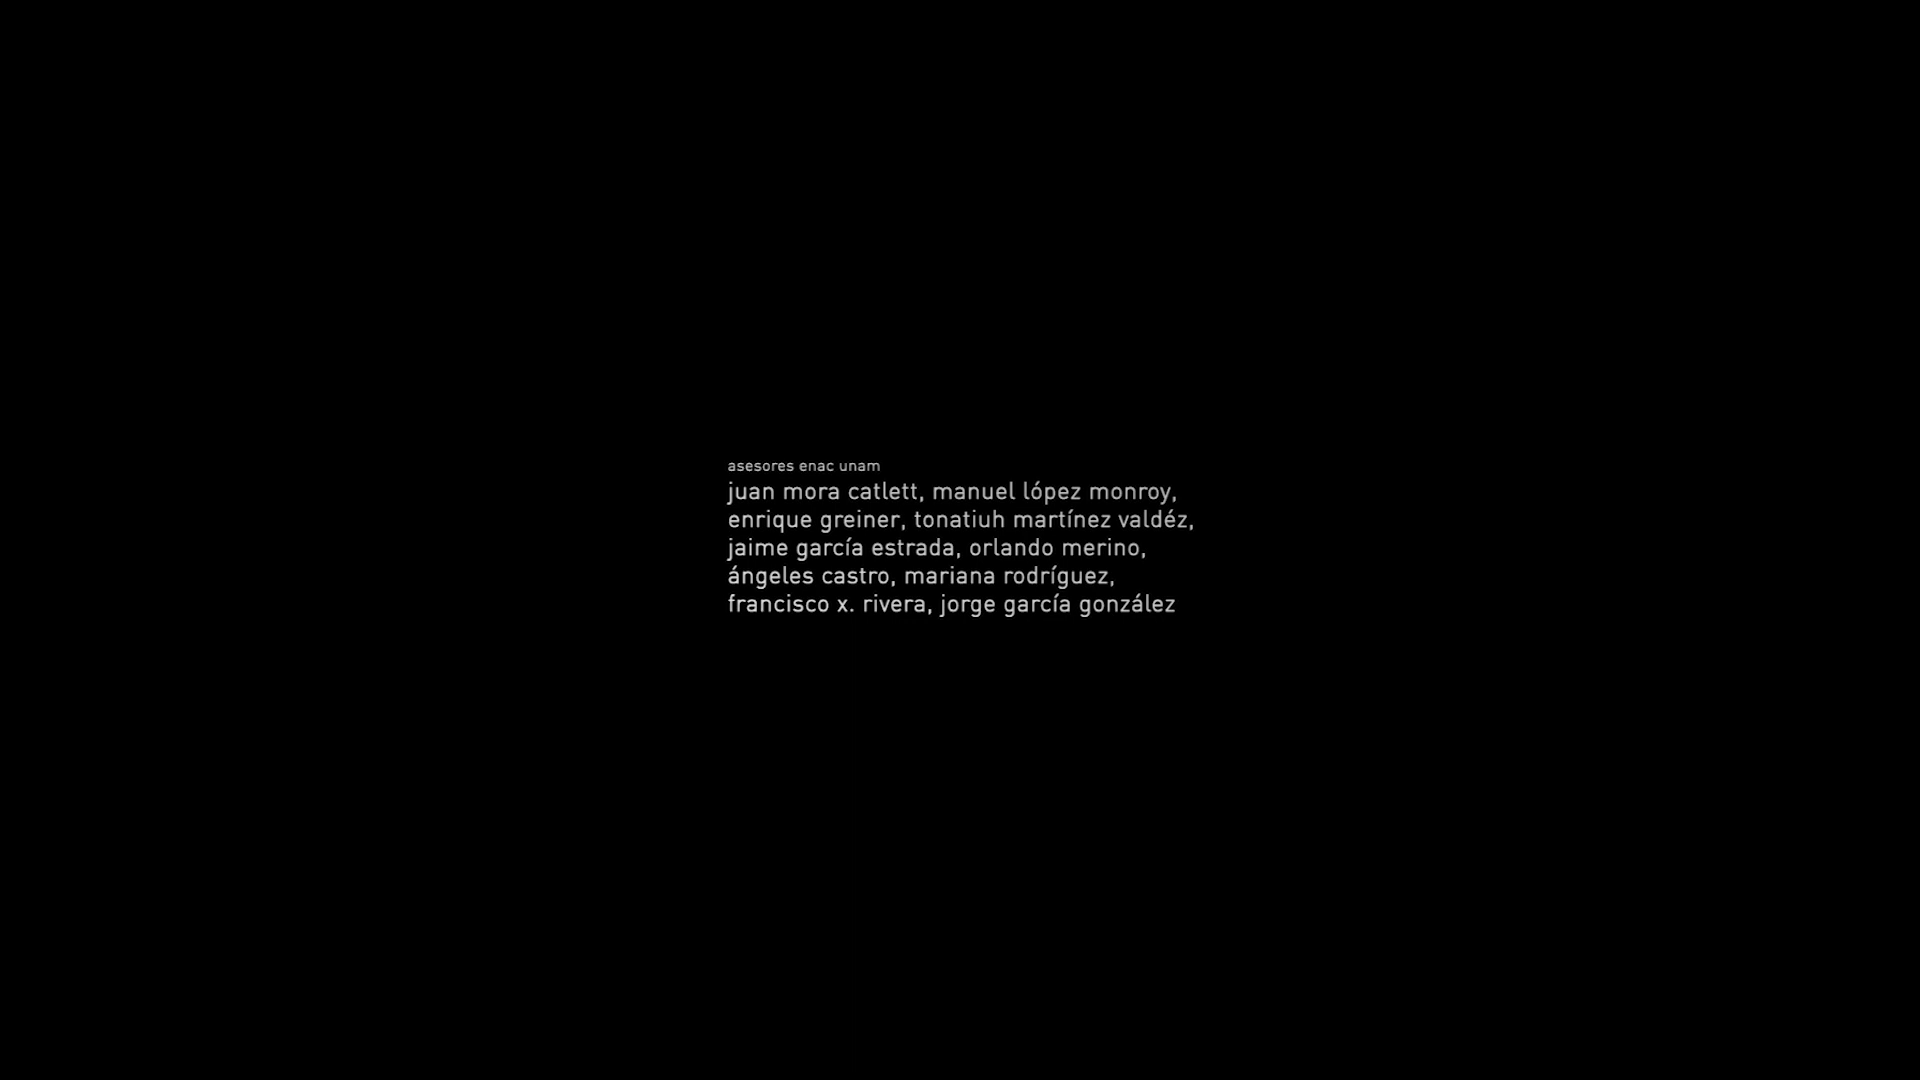 asesores enac unam
juan mora catlett, manuel lópez monroy,
enrique greiner, tonatiuh martínez valdéz,
jaime garcía estrada, orlando merino,
ángeles castro, mariana rodríguez,
francisco x. rivera, jorge garcía gonzález